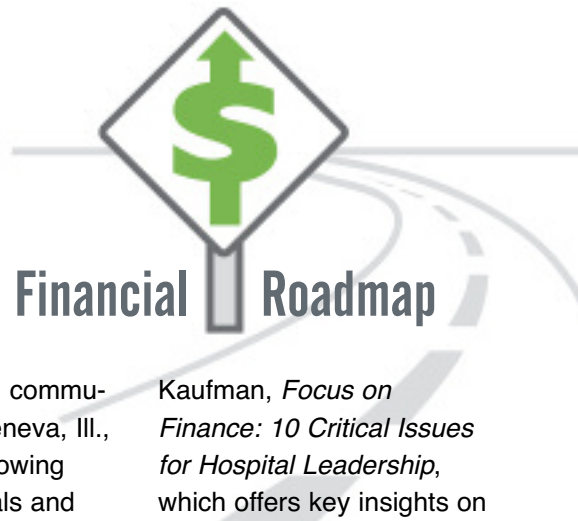 $
Financial Roadmap
commu-
eneva, Ill.,
owing
als and
Kaufman, Focus on
Finance: 10 Critical Issues
for Hospital Leadership,
which offers key insights on